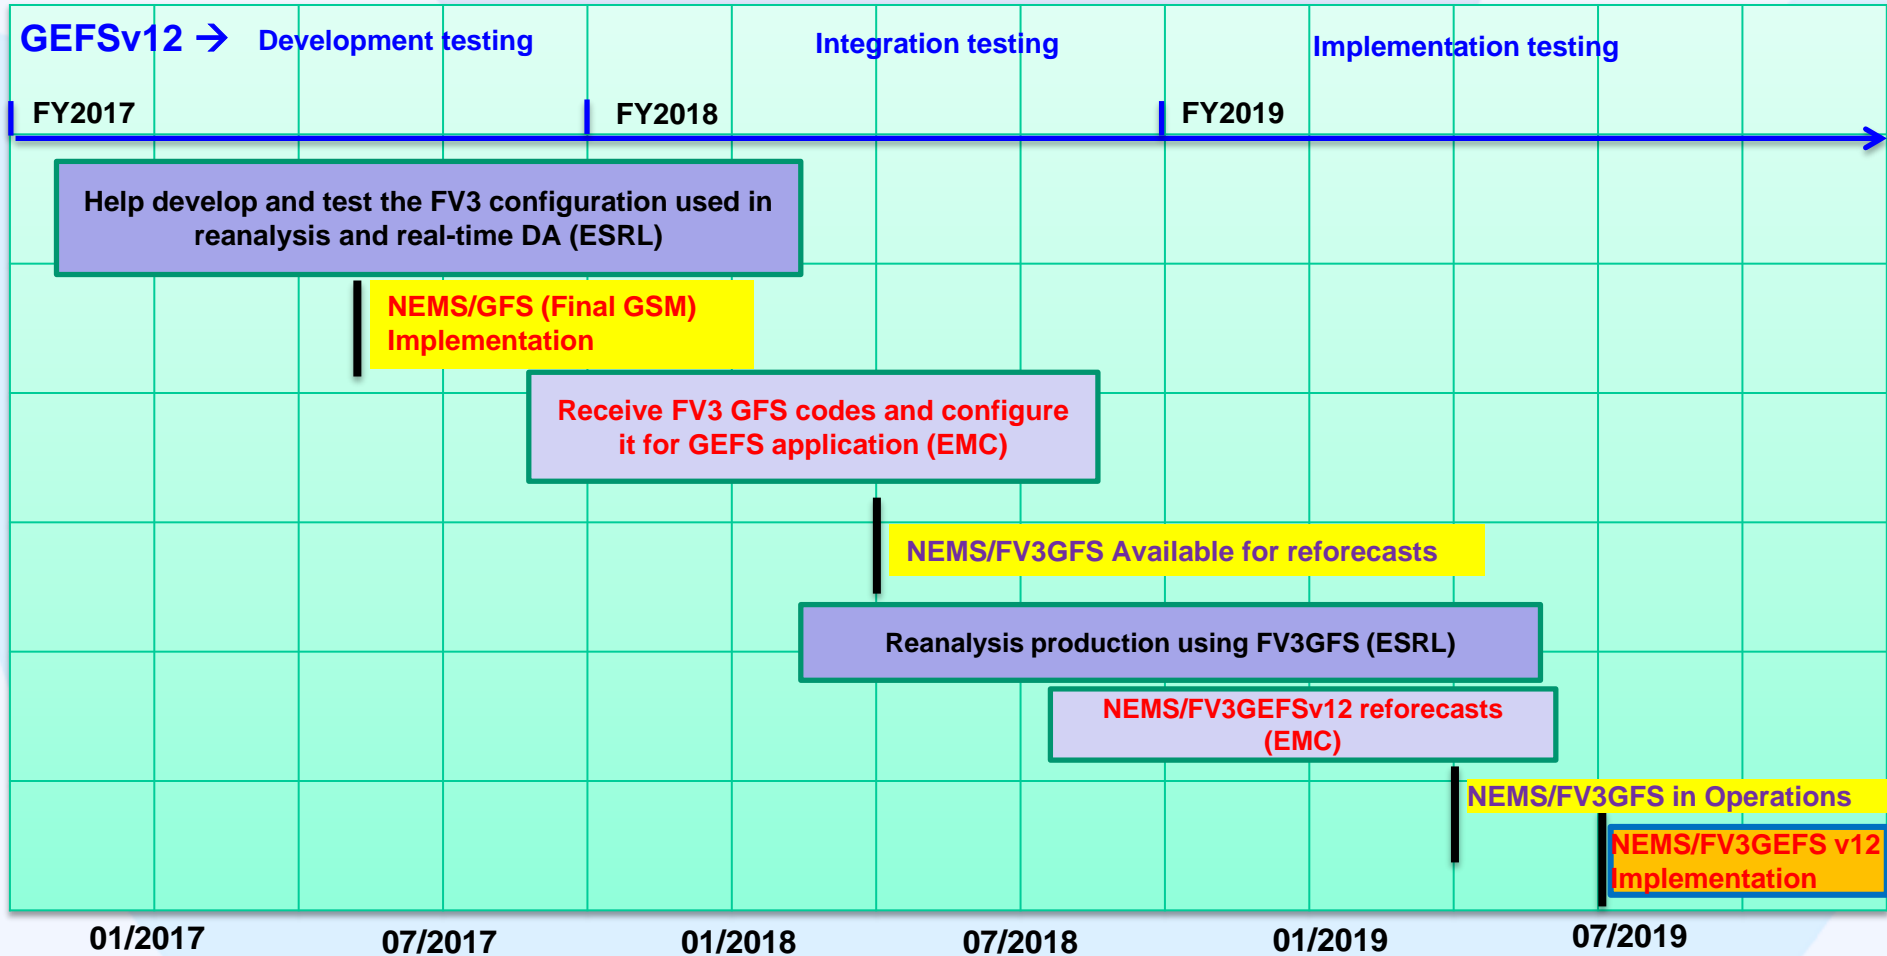 GEFSv12 → Development testing
Integration testing
Implementation testing
FY2017
FY2018
FY2019
Help develop and test the FV3 configuration used in
reanalysis and real-time DA (ESRL)
NEMS/GFS (Final GSM)
Implementation
Receive FV3 GFS codes and configure
it for GEFS application (EMC)
NEMS/FV3GFS Available for reforecasts
Reanalysis production using FV3GFS (ESRL)
NEMS/FV3GEFSv12 reforecasts
(EMC)
NEMS/FV3GFS in Operations
NEMS/FV3GEFS v12
Implementation
01/2017
07/2017
01/2018
07/2018
01/2019
07/2019